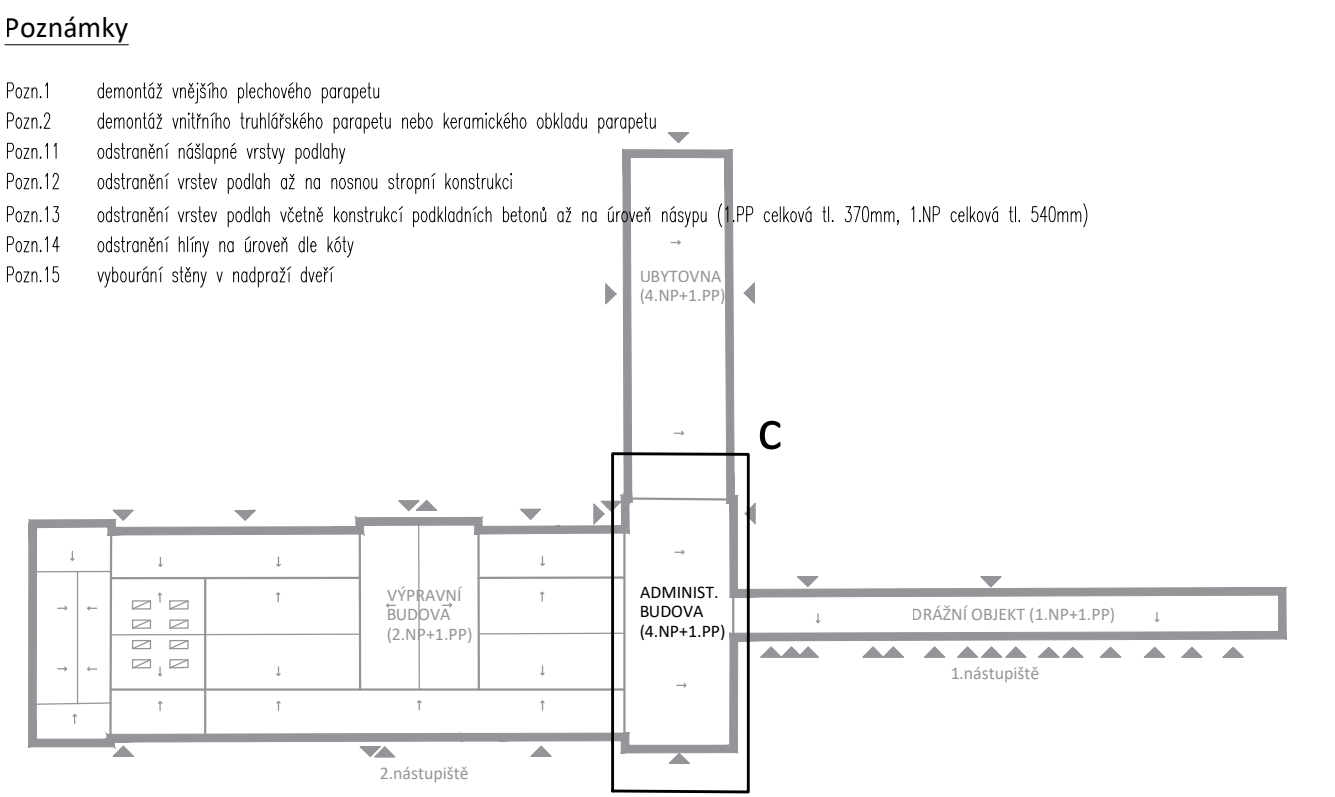 Poznámky
Pozn.1 demontáž vnějšího plechového parapetu
Pozn.2 demontáž vnitřního truhlářského parapetu nebo keramického obkladu parapetu
Pozn.11 odstranění nášlapné vrstvy podlahy
Pozn.12 odstranění vrstev podlah až na nosnou stropní konstrukci
Pozn.13 odstranění vrstev podlah včetně konstrukcí podkladních betonů až na úroveň násypu (1.PP celková tl. 370mm, 1.NP celková tl. 540mm)
Pozn.14 odstranění hlíny na úroveň dle kóty
Pozn.15 vybourání stěny v nadpraží dveří
UBYTOVNA
(4.NP+1.PP)
C
VÝPRAVNÍ
BUDOVA
(2.NP+1.PP)
ADMINIST.
BUDOVA
(4.NP+1.PP)
DRÁŽNÍ OBJEKT (1.NP+1.PP)
1.nástupiště
2.nástupiště